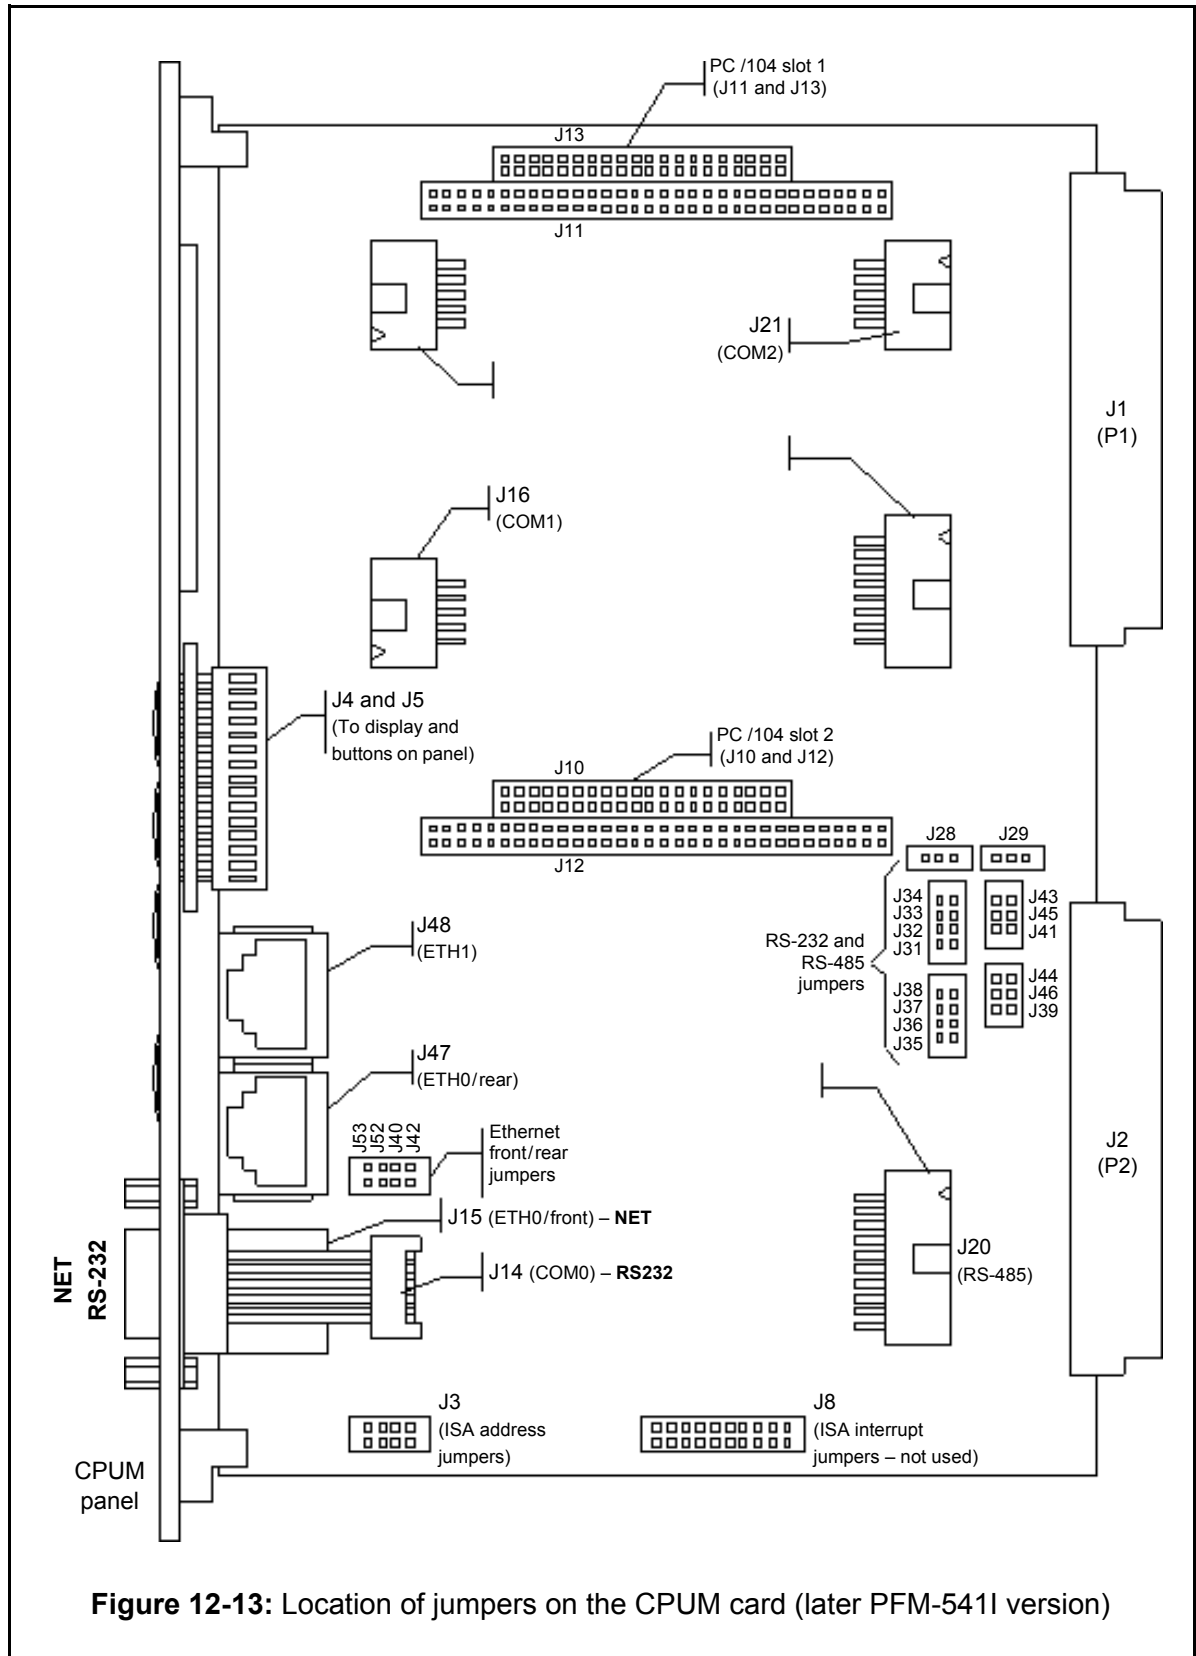 PC /104 slot 1
(J11 and J13)
J13
J11
J21
(COM2)
J1
(P1)
J16
(COM1)
J4 and J5
(To display and
buttons on panel)
PC /104 slot 2
(J10 and J12)
J10
J12
J28
J29
J34
J33
J32
J31
J43
J45
J41
RS-232 and
RS-485
jumpers
J38
J37
J36
J35
J44
J46
J39
J48
(ETH1)
J47
(ETH0/rear)
J53
J52
J40
J42
Ethernet
front/rear
jumpers
J2
(P2)
J15 (ETH0/front) – NET
J14 (COM0) – RS232
NET
RS-232
J20
(RS-485)
J3
(ISA address
jumpers)
J8
(ISA interrupt
jumpers – not used)
CPUM
panel
Figure 12-13: Location of jumpers on the CPUM card (later PFM-541I version)